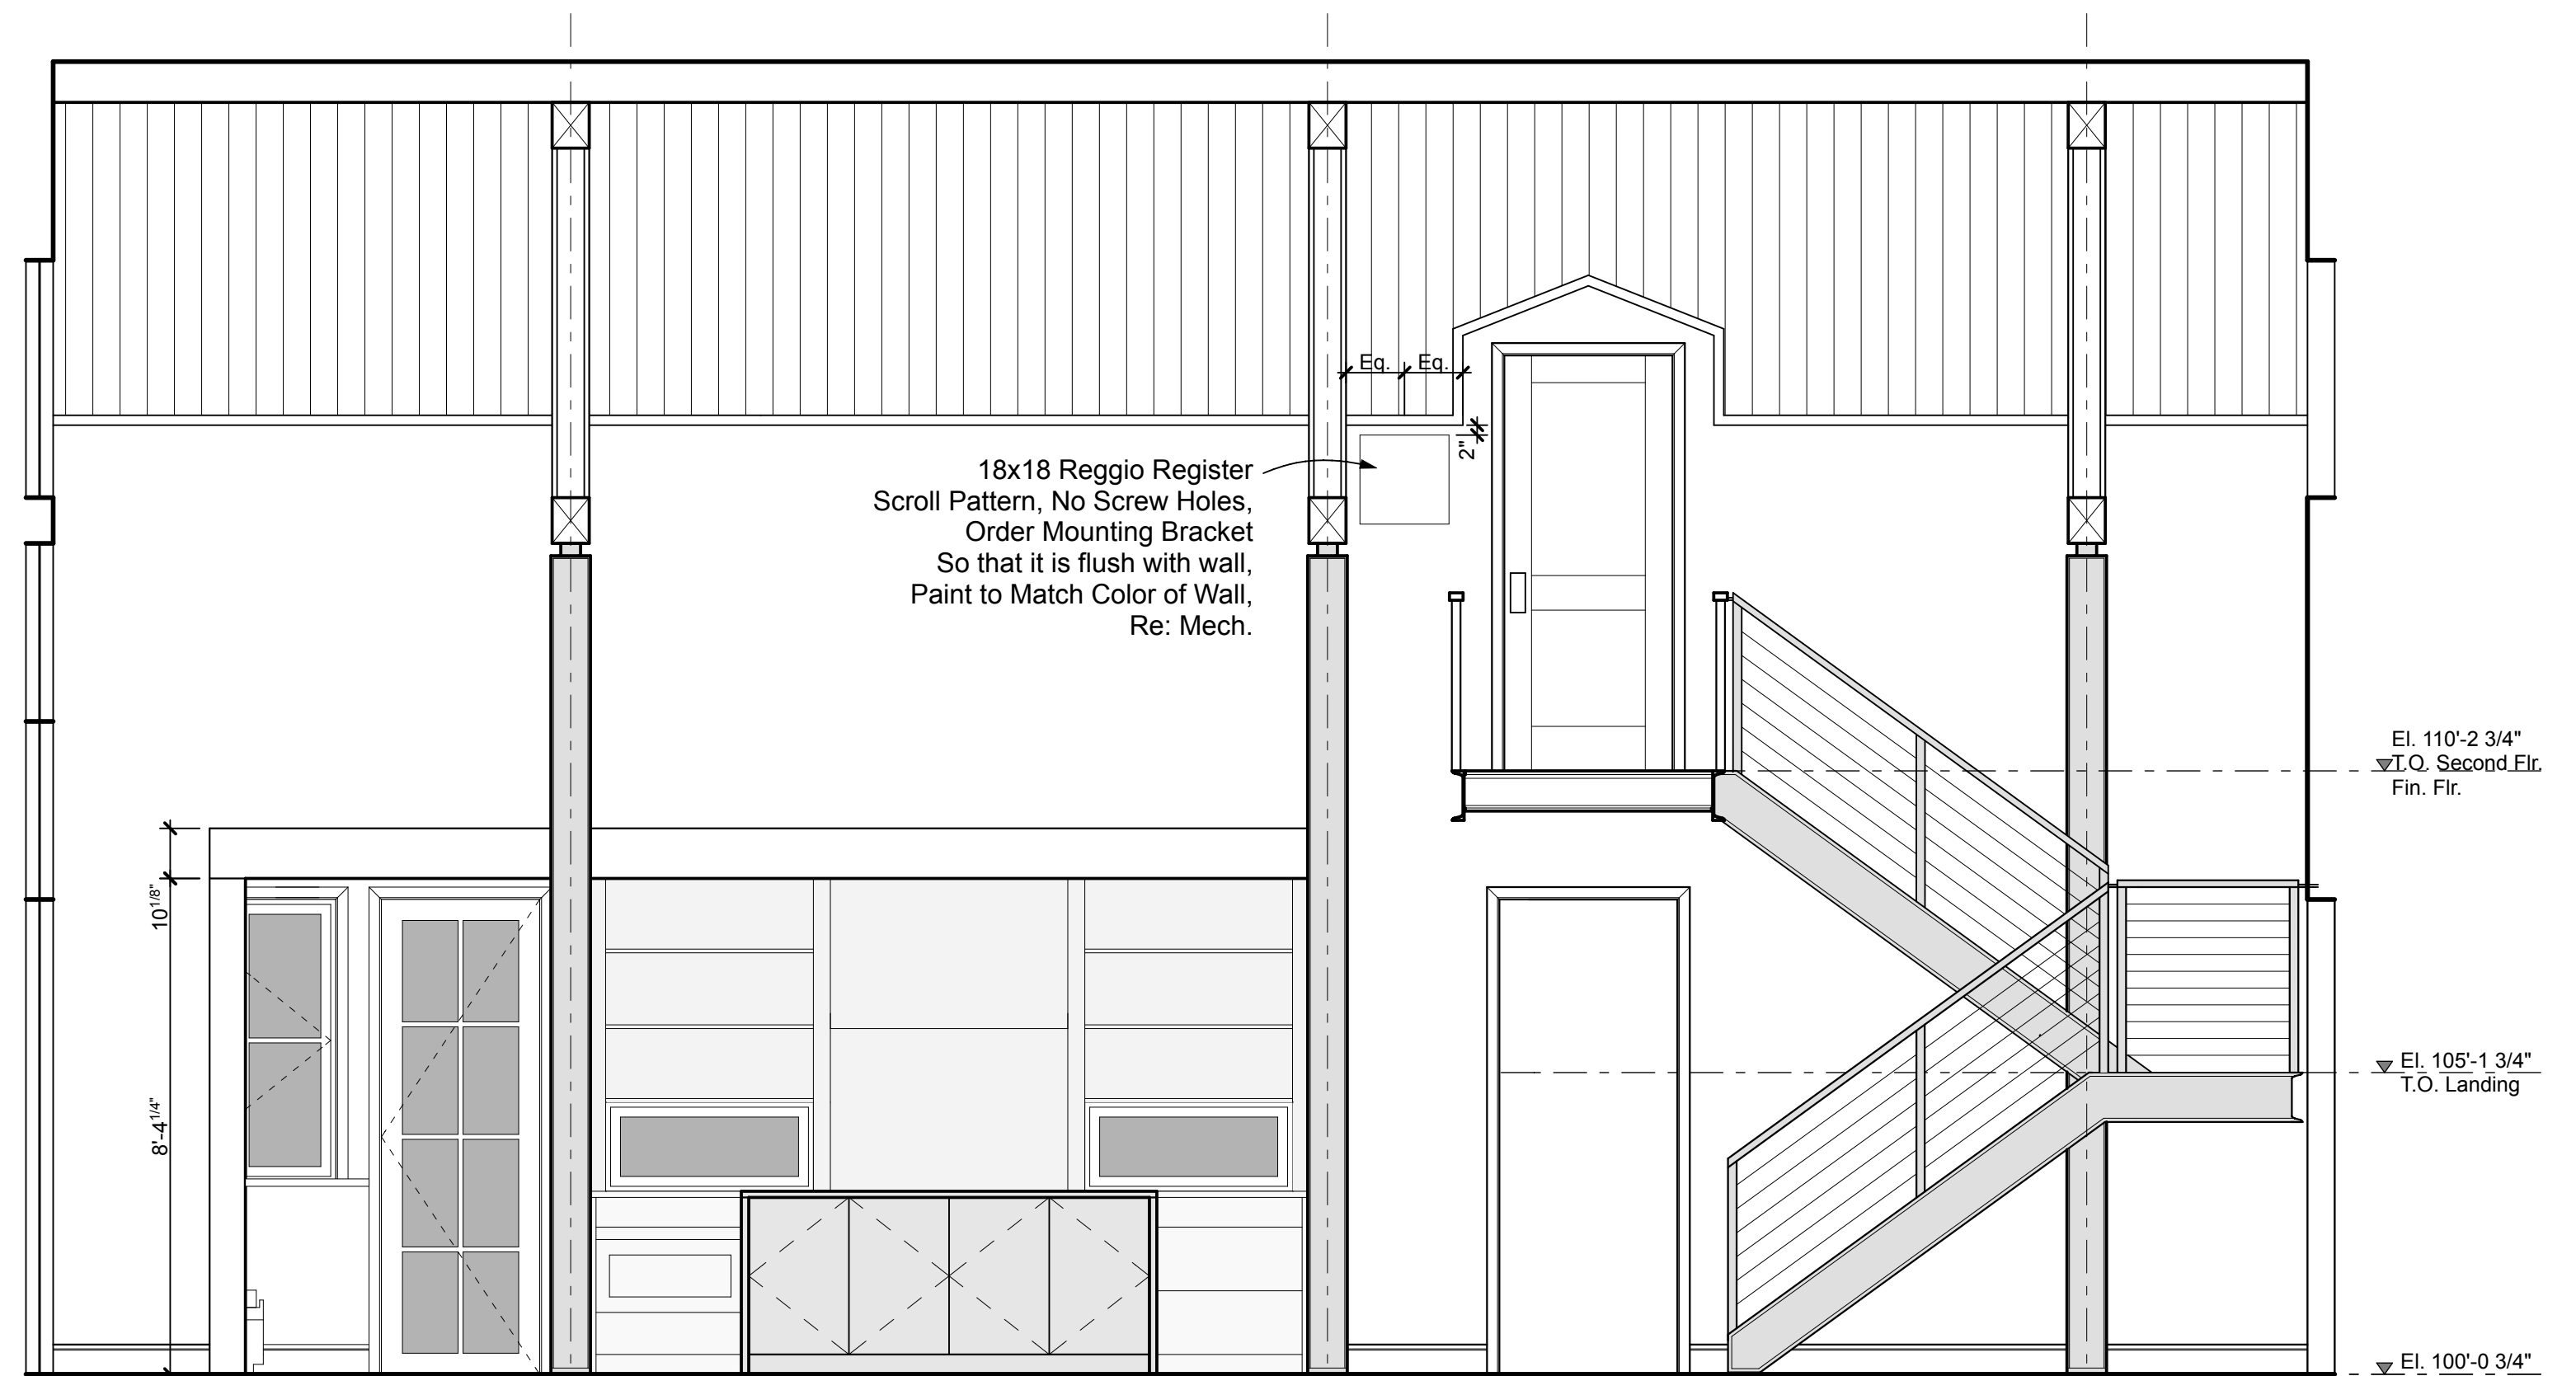 Eq. Eq.
2"
18x18 Reggio Register
Scroll Pattern, No Screw Holes,
Order Mounting Bracket
So that it is flush with wall,
Paint to Match Color of Wall,
Re: Mech.
El. 110'-2 3/4"
T.O. Second Flr.
Fin. Flr.
10 1/8"
8'-4 1/4"
El. 105'-1 3/4"
T.O. Landing
El. 100'-0 3/4"